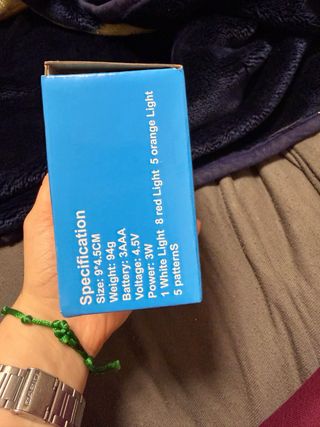 Specification
Size: 9*4.5CM
Weight: 94g
Battery: 3AAA
Voltage: 4.5V
Power: 3W
1 White Light 8 red Light 5 orange Light
5 patternS